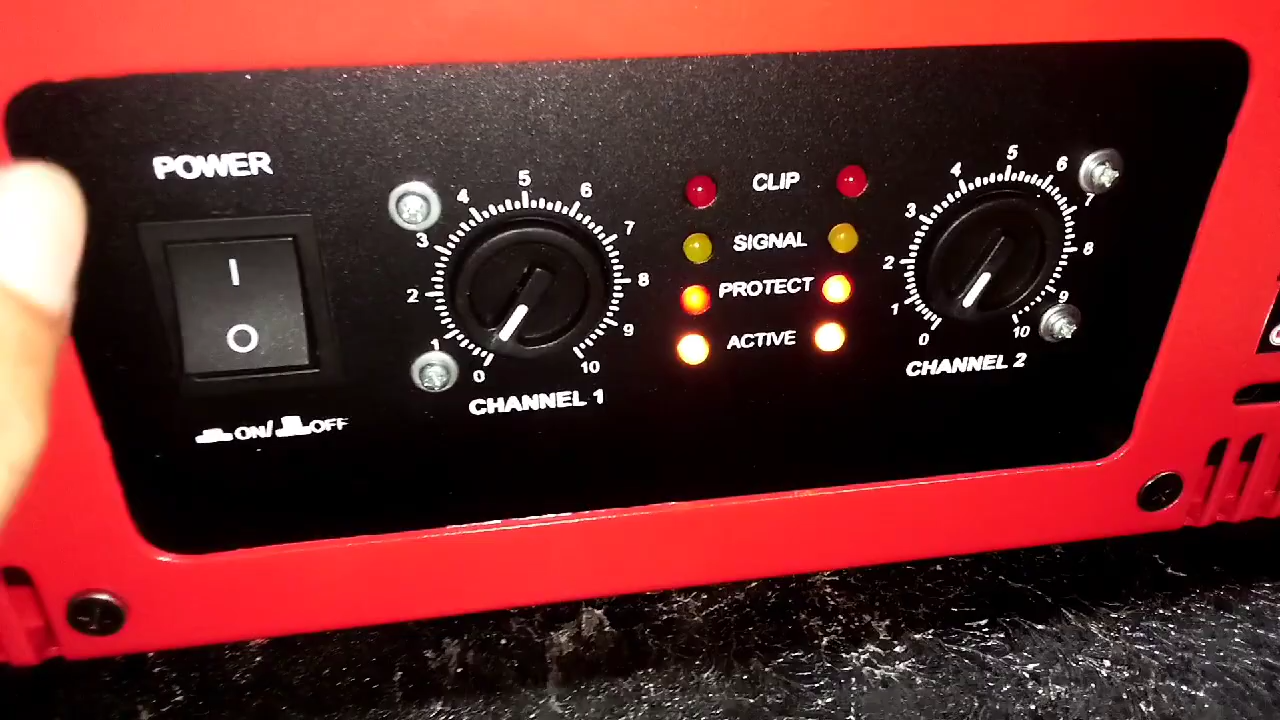 POWER
I
O
ON/ OFF
0 1 2 3 4 5 6 7 8 9 10
CHANNEL 1
CLIP
SIGNAL
PROTECT
ACTIVE
0 1 2 3 4 5 6 7 8 9 10
CHANNEL 2